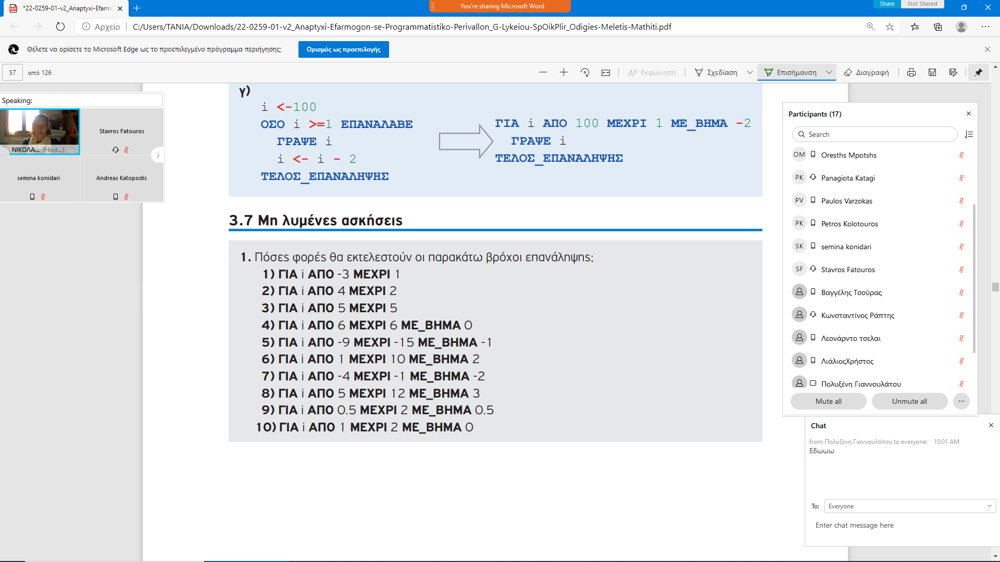 *22-0259-01-v2_Anaptyxi-Efarm
You're sharing Microsoft Word
Share
Not Shared
Αρχείο
C:/Users/TANIA/Downloads/22-0259-01-v2_Anaptyxi-Efarmogon-se-Programmatistiko-Perivallon_G-Lykeiou-SpOikPlir_Odigies-Meletis-Mathiti.pdf
Θέλετε να ορίσετε το Microsoft Edge ως το προεπιλεγμένο πρόγραμμα περιήγησης;
Ορισμός ως προεπιλογής
57
από 126
Εκφώνηση
Σχεδίαση
Επισήμανση
Διαγραφή
Speaking:
ΝΙΚΟΛΑ... (Host...)
Stavros Fatouros
semina konidari
Andreas Katopodis
γ)
i <-100
ΟΣΟ i >=1 ΕΠΑΝΑΛΑΒΕ
ΓΡΑΨΕ i
i <- i - 2
ΤΕΛΟΣ_ΕΠΑΝΑΛΗΨΗΣ
ΓΙΑ i ΑΠΟ 100 ΜΕΧΡΙ 1 ΜΕ_ΒΗΜΑ -2
ΓΡΑΨΕ i
ΤΕΛΟΣ_ΕΠΑΝΑΛΗΨΗΣ
3.7 Μη λυμένες ασκήσεις
1. Πόσες φορές θα εκτελεστούν οι παρακάτω βρόχοι επανάληψης;
1) ΓΙΑ i ΑΠΟ -3 ΜΕΧΡΙ 1
2) ΓΙΑ i ΑΠΟ 4 ΜΕΧΡΙ 2
3) ΓΙΑ i ΑΠΟ 5 ΜΕΧΡΙ 5
4) ΓΙΑ i ΑΠΟ 6 ΜΕΧΡΙ 6 ΜΕ_ΒΗΜΑ 0
5) ΓΙΑ i ΑΠΟ -9 ΜΕΧΡΙ -15 ΜΕ_ΒΗΜΑ -1
6) ΓΙΑ i ΑΠΟ 1 ΜΕΧΡΙ 10 ΜΕ_ΒΗΜΑ 2
7) ΓΙΑ i ΑΠΟ -4 ΜΕΧΡΙ -1 ΜΕ_ΒΗΜΑ -2
8) ΓΙΑ i ΑΠΟ 5 ΜΕΧΡΙ 12 ΜΕ_ΒΗΜΑ 3
9) ΓΙΑ i ΑΠΟ 0.5 ΜΕΧΡΙ 2 ΜΕ_ΒΗΜΑ 0.5
10) ΓΙΑ i ΑΠΟ 1 ΜΕΧΡΙ 2 ΜΕ_ΒΗΜΑ 0
Participants (17)
Search
OM Oresths Mpotshs
PK Panagiota Katagi
PV Paulos Varzokas
PK Petros Kolotouros
SK semina konidari
SF Stavros Fatouros
Βαγγέλης Τσούρας
Κωνσταντίνος Ράπτης
Λεονάρντο τσελαι
ΛιάλιοςΧρήστος
Πολυξένη Γιαννουλάτου
Mute all
Unmute all
Chat
from Πολυξένη Γιαννουλάτου to everyone: 10:01 AM
Εδωωω
To:
Everyone
Enter chat message here